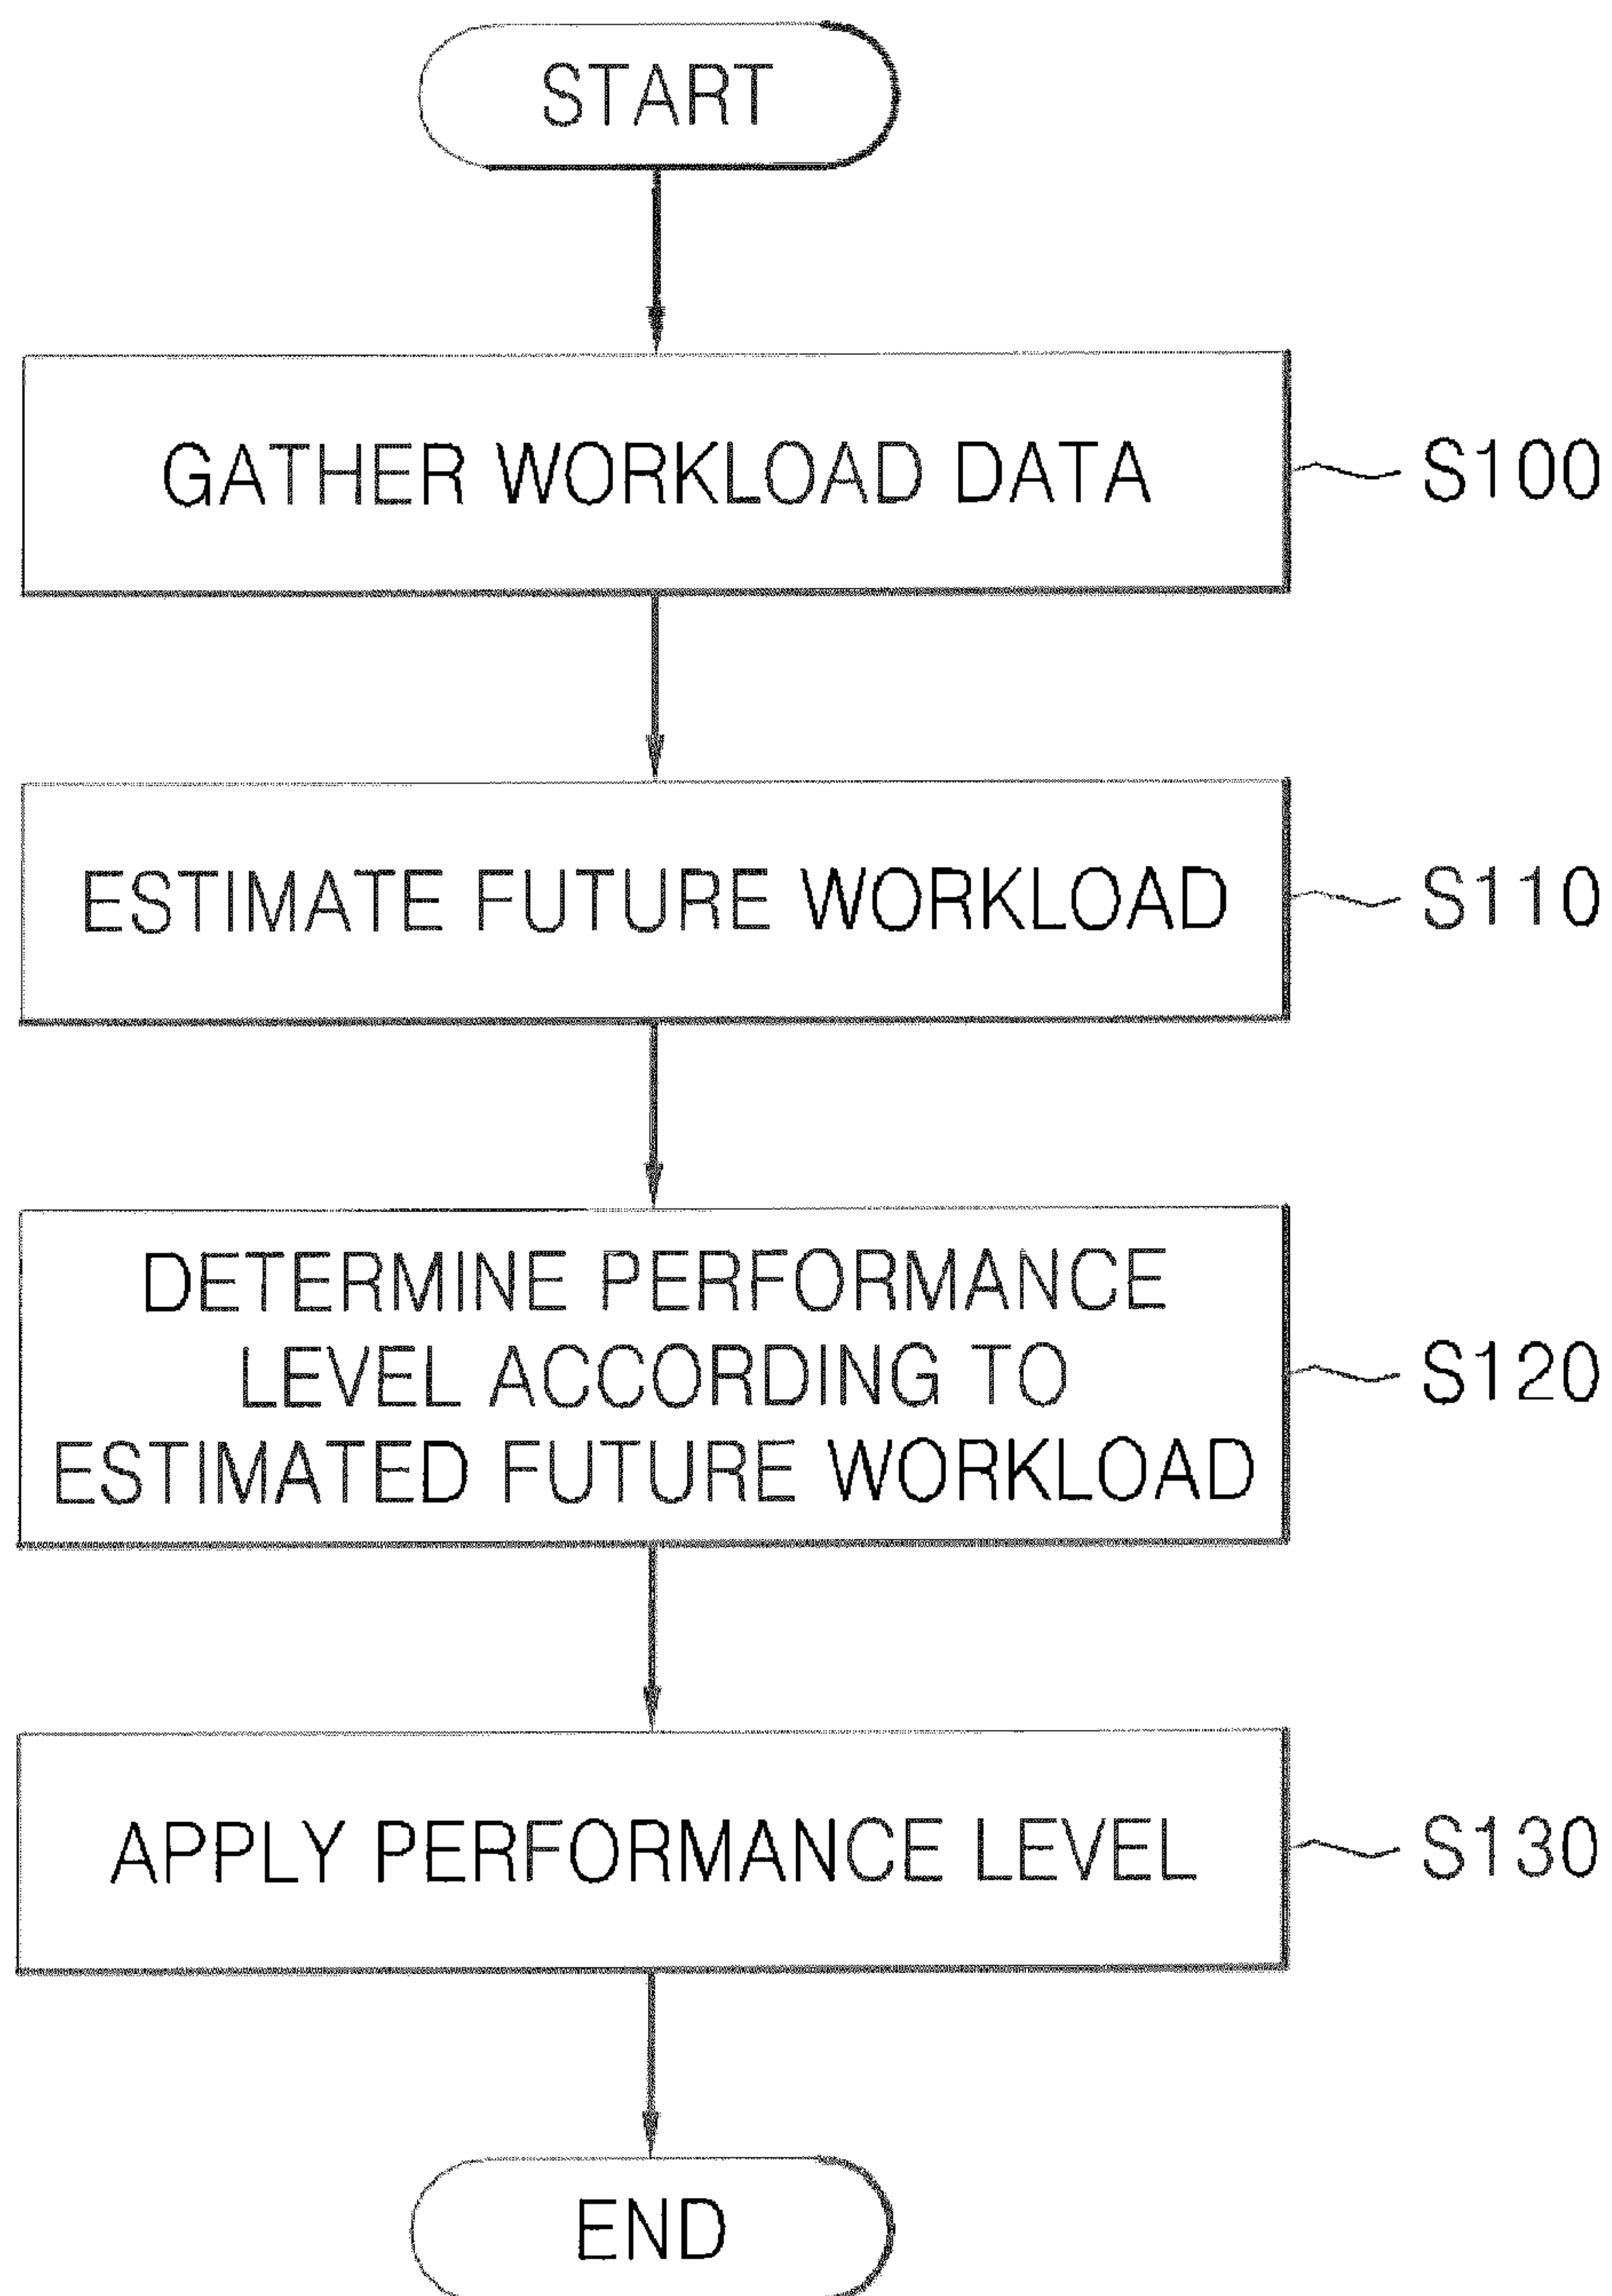 START
GATHER WORKLOAD DATA
S100
ESTIMATE FUTURE WORKLOAD
S110
DETERMINE PERFORMANCE
LEVEL ACCORDING TO
ESTIMATED FUTURE WORKLOAD
S120
APPLY PERFORMANCE LEVEL
S130
END